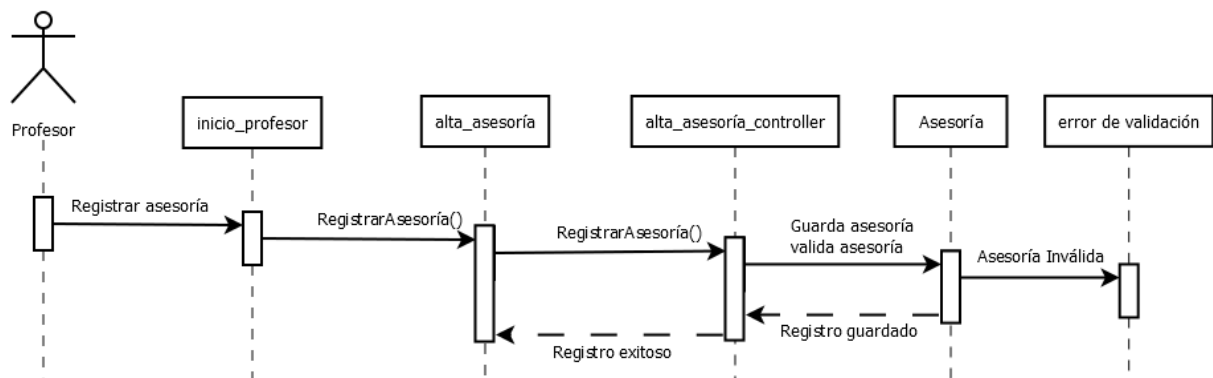 Profesor
inicio_profesor
alta_asesoría
alta_asesoría_controller
Asesoría
error de validación
Registrar asesoría
RegistrarAsesoría()
RegistrarAsesoría()
Guarda asesoría
valida asesoría
Asesoría Inválida
Registro guardado
Registro exitoso